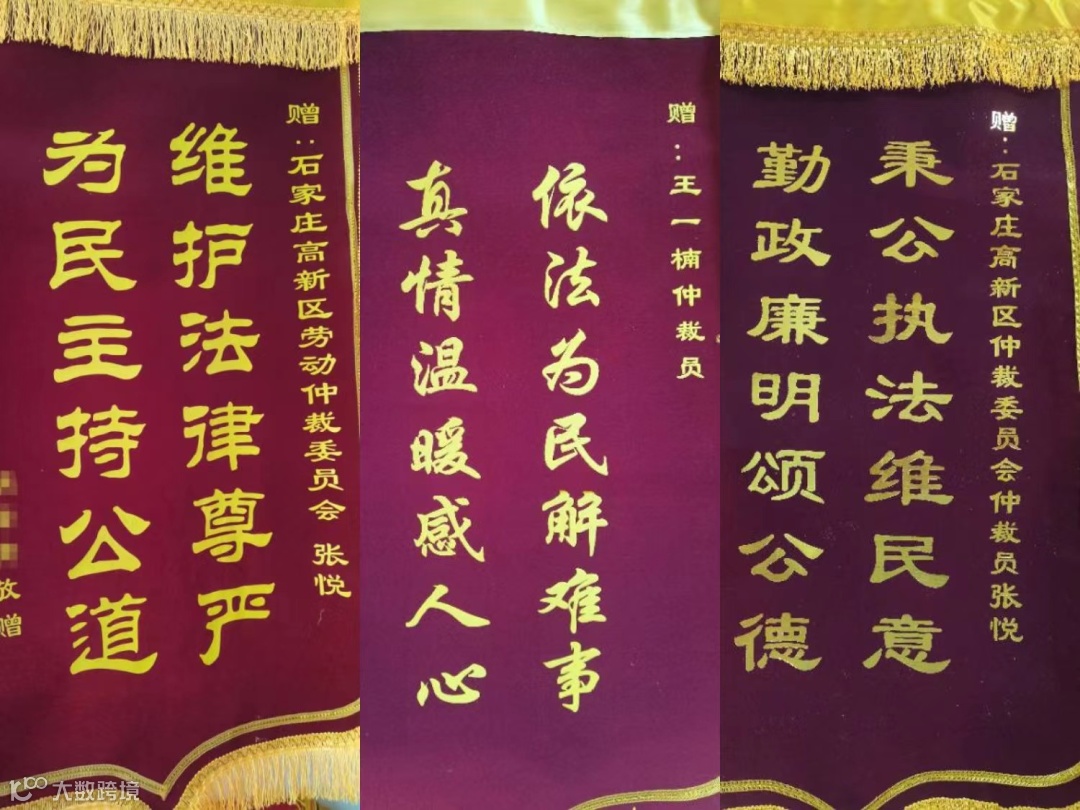 赠:石家庄高新区劳动仲裁委员会 张悦
维护法律尊严
为民主持公道
敬赠
赠:王一楠仲裁员
依法为民解难事
真情温暖感人心
赠:石家庄高新区仲裁委员会仲裁员张悦
秉公执法维民意
勤政廉明颂公德
大数跨境